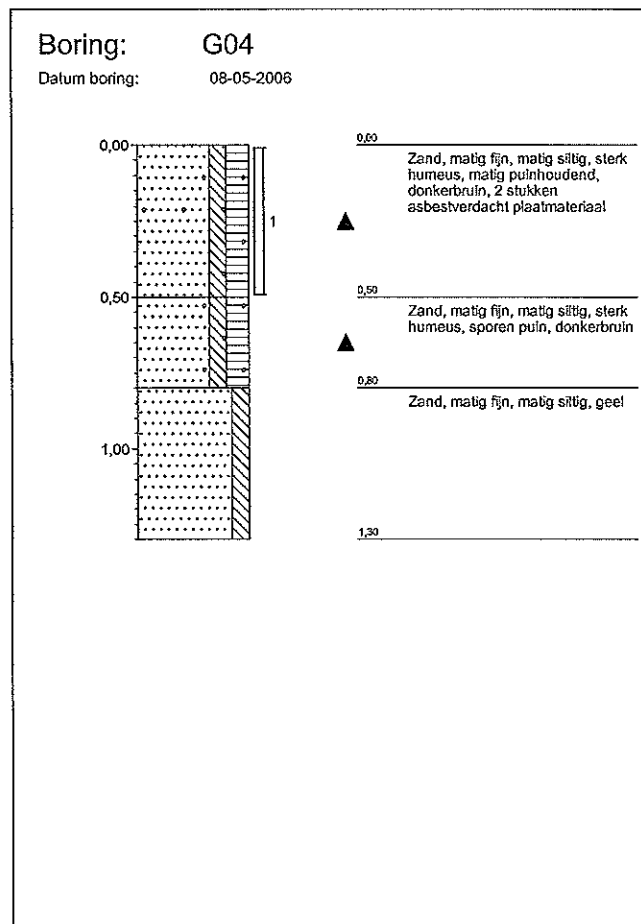 Boring: G04
Datum boring: 08-05-2006
0,00
0,50
1,00
1
0,00
Zand, matig fijn, matig siltig, sterk
humeus, matig puinhoudend,
donkerbruin, 2 stukken
asbestverdacht plaatmateriaal
0,50
Zand, matig fijn, matig siltig, sterk
humeus, sporen puin, donkerbruin
0,80
Zand, matig fijn, matig siltig, geel
1,30